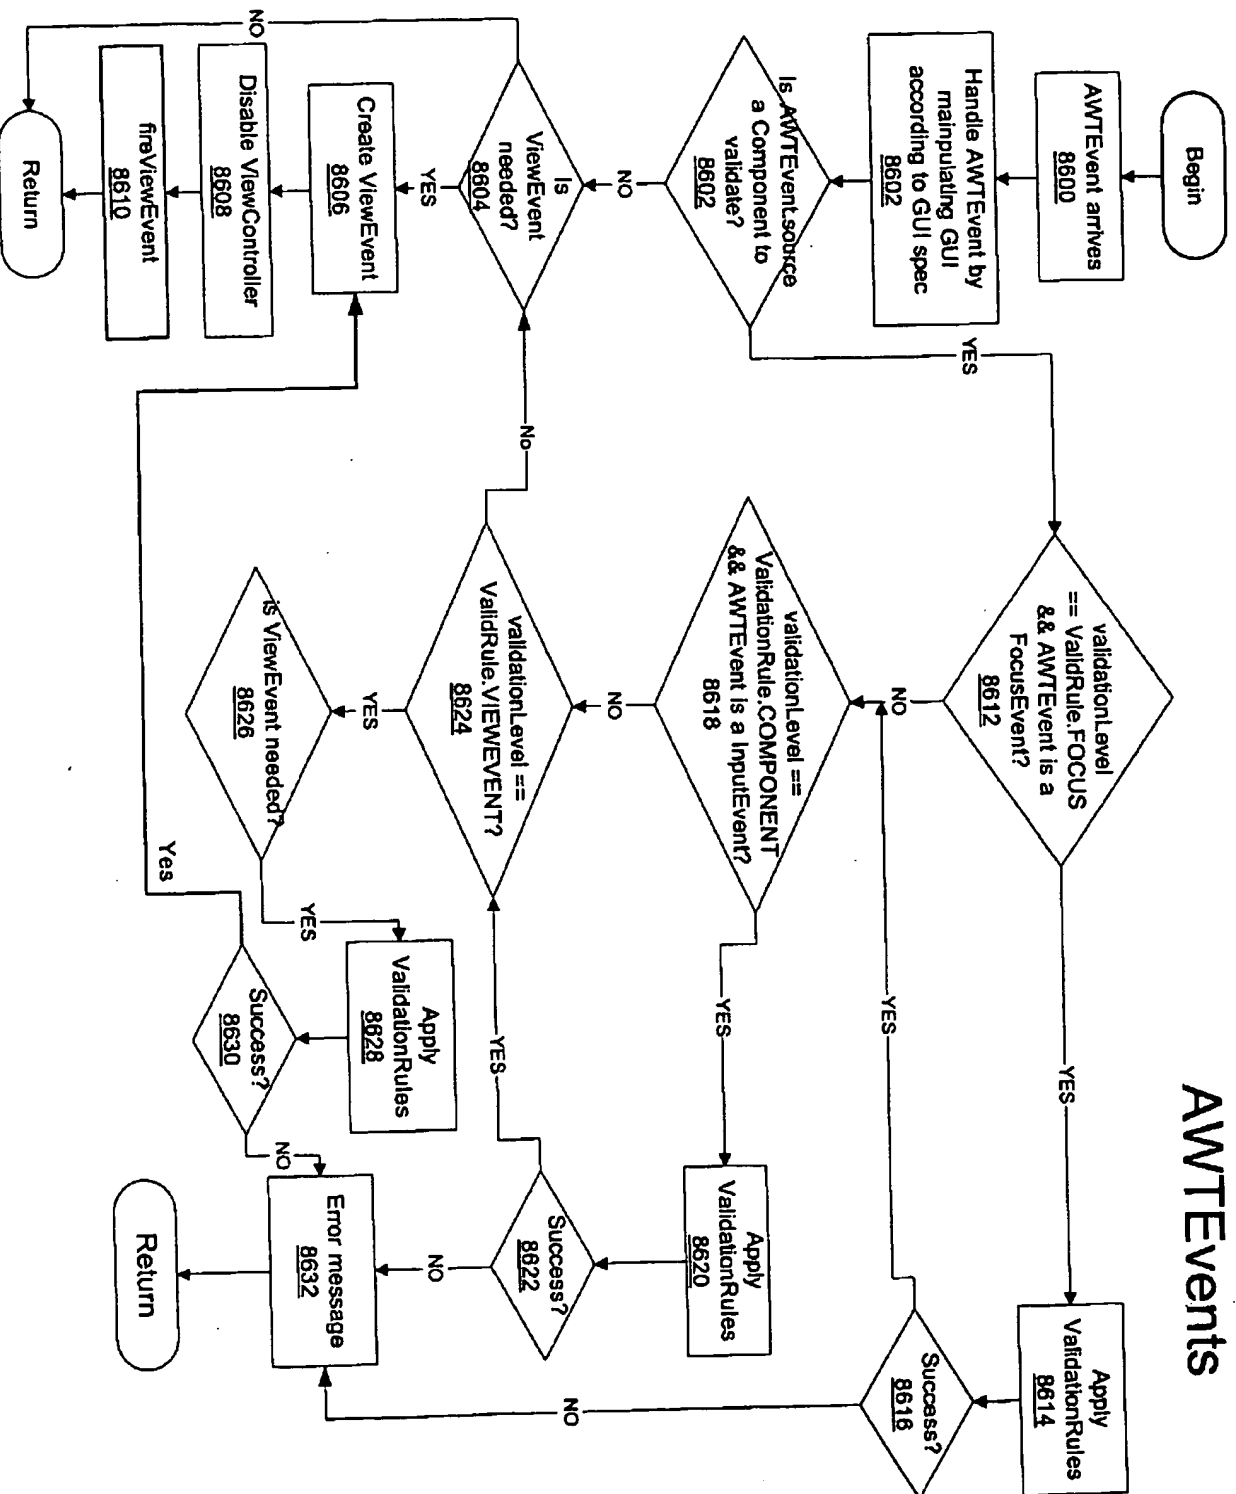 AWTEvents
Begin
AWTEvent arrives
8600
Handle AWTEvent by
mainpulating GUI
according to GUI spec
8602
Is AWTEvent.source
a Component to
validate?
8602
YES
NO
Is
ViewEvent
needed?
8604
NO
YES
Create ViewEvent
8606
Disable ViewController
8608
fireViewEvent
8610
Return
validationLevel
== ValidRule.FOCUS
&& AWTEvent is a
FocusEvent?
8612
YES
NO
Apply
ValidationRules
8614
Success?
8616
YES
NO
validationLevel ==
ValidationRule.COMPONENT
&& AWTEvent is a InputEvent?
8618
YES
NO
Apply
ValidationRules
8620
Success?
8622
YES
NO
validationLevel ==
ValidRule.VIEWEVENT?
8624
No
YES
is ViewEvent needed?
8626
YES
Apply
ValidationRules
8628
Success?
8630
Yes
NO
Error message
8632
Return